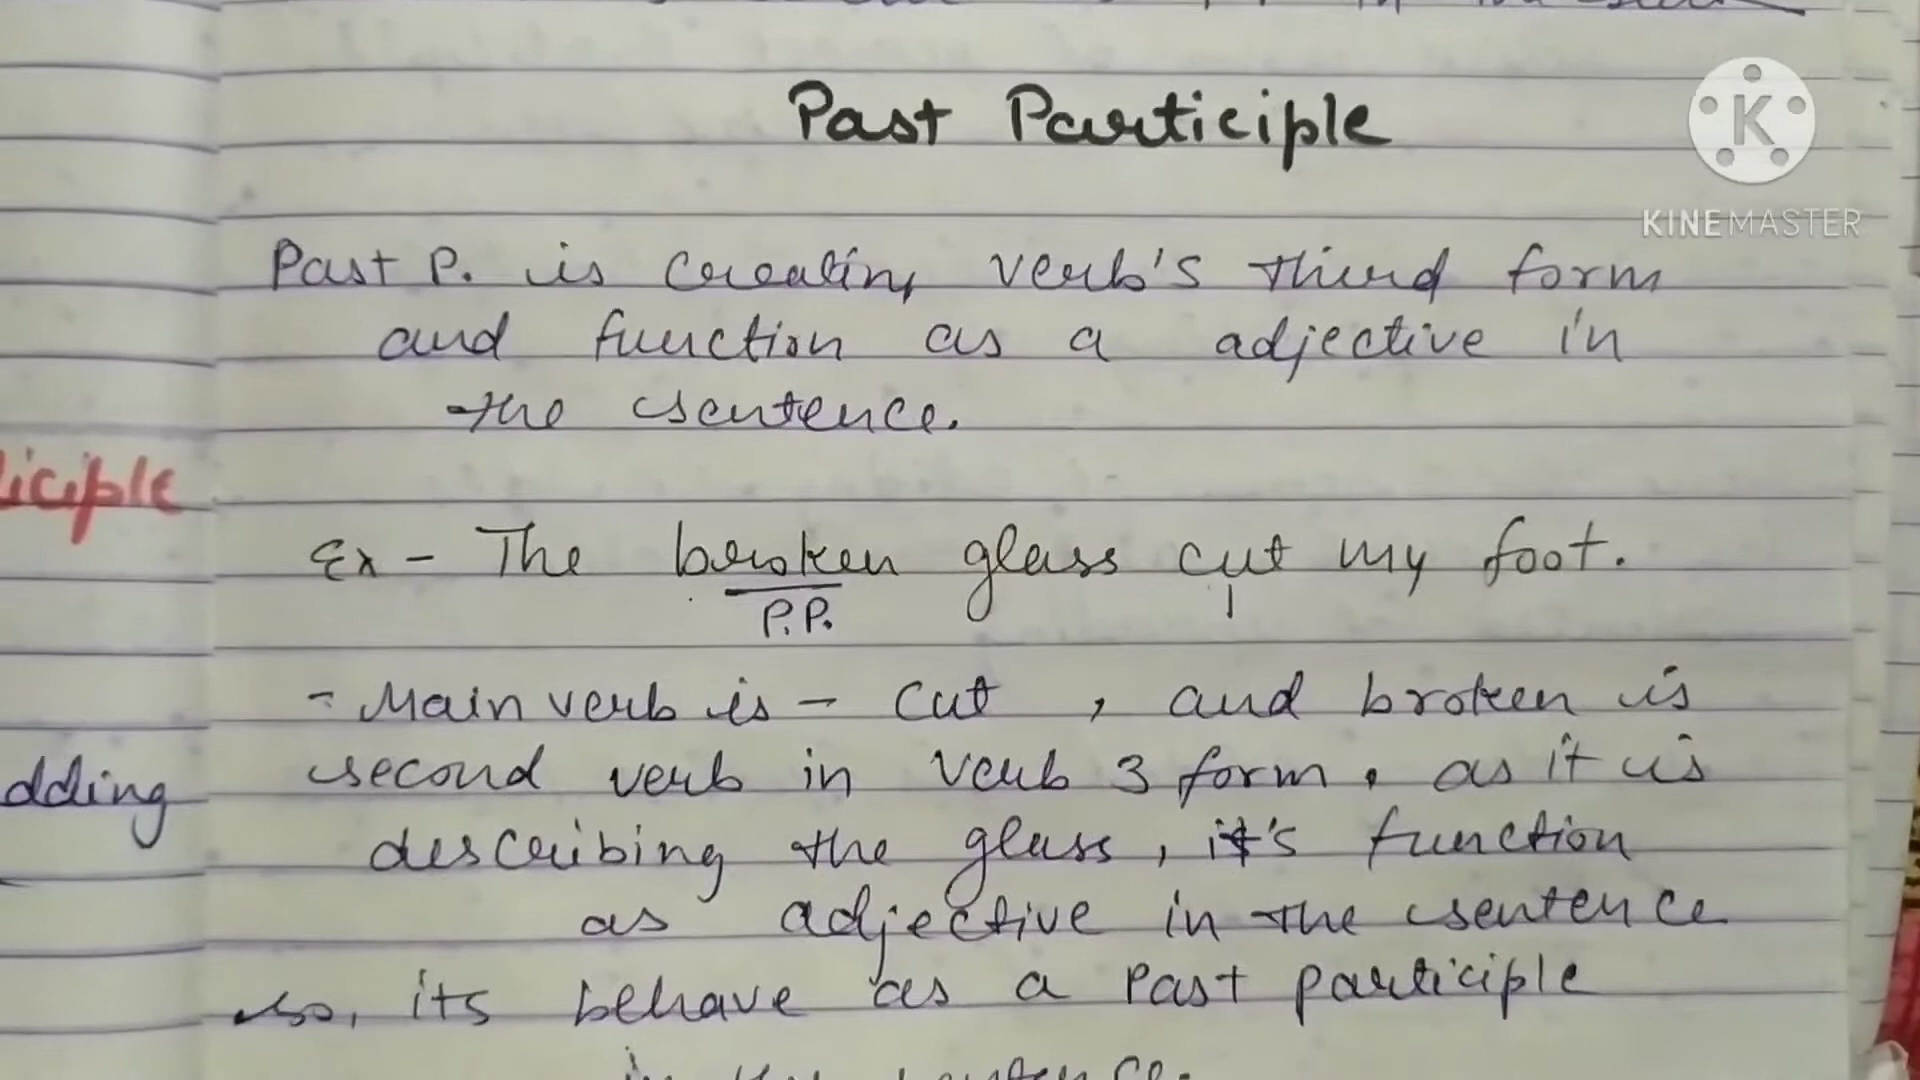 Past Participle
KINEMASTER
Past P. is creating verb's third form
and function as a adjective in
the sentence.
iciple
Ex - The broken glass cut my foot.
P.P.
- Main verb is - cut , and broken is
second verb in verb 3 form. as it is
dding
describing the glass, it's function
as adjective in the sentence
so, its behave as a Past participle
in the sentence.